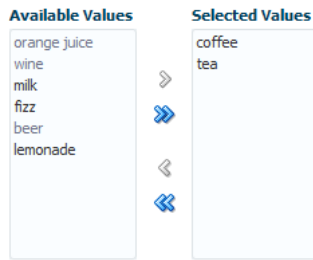 Available Values
orange juice
wine
milk
fizz
beer
lemonade
Selected Values
coffee
tea